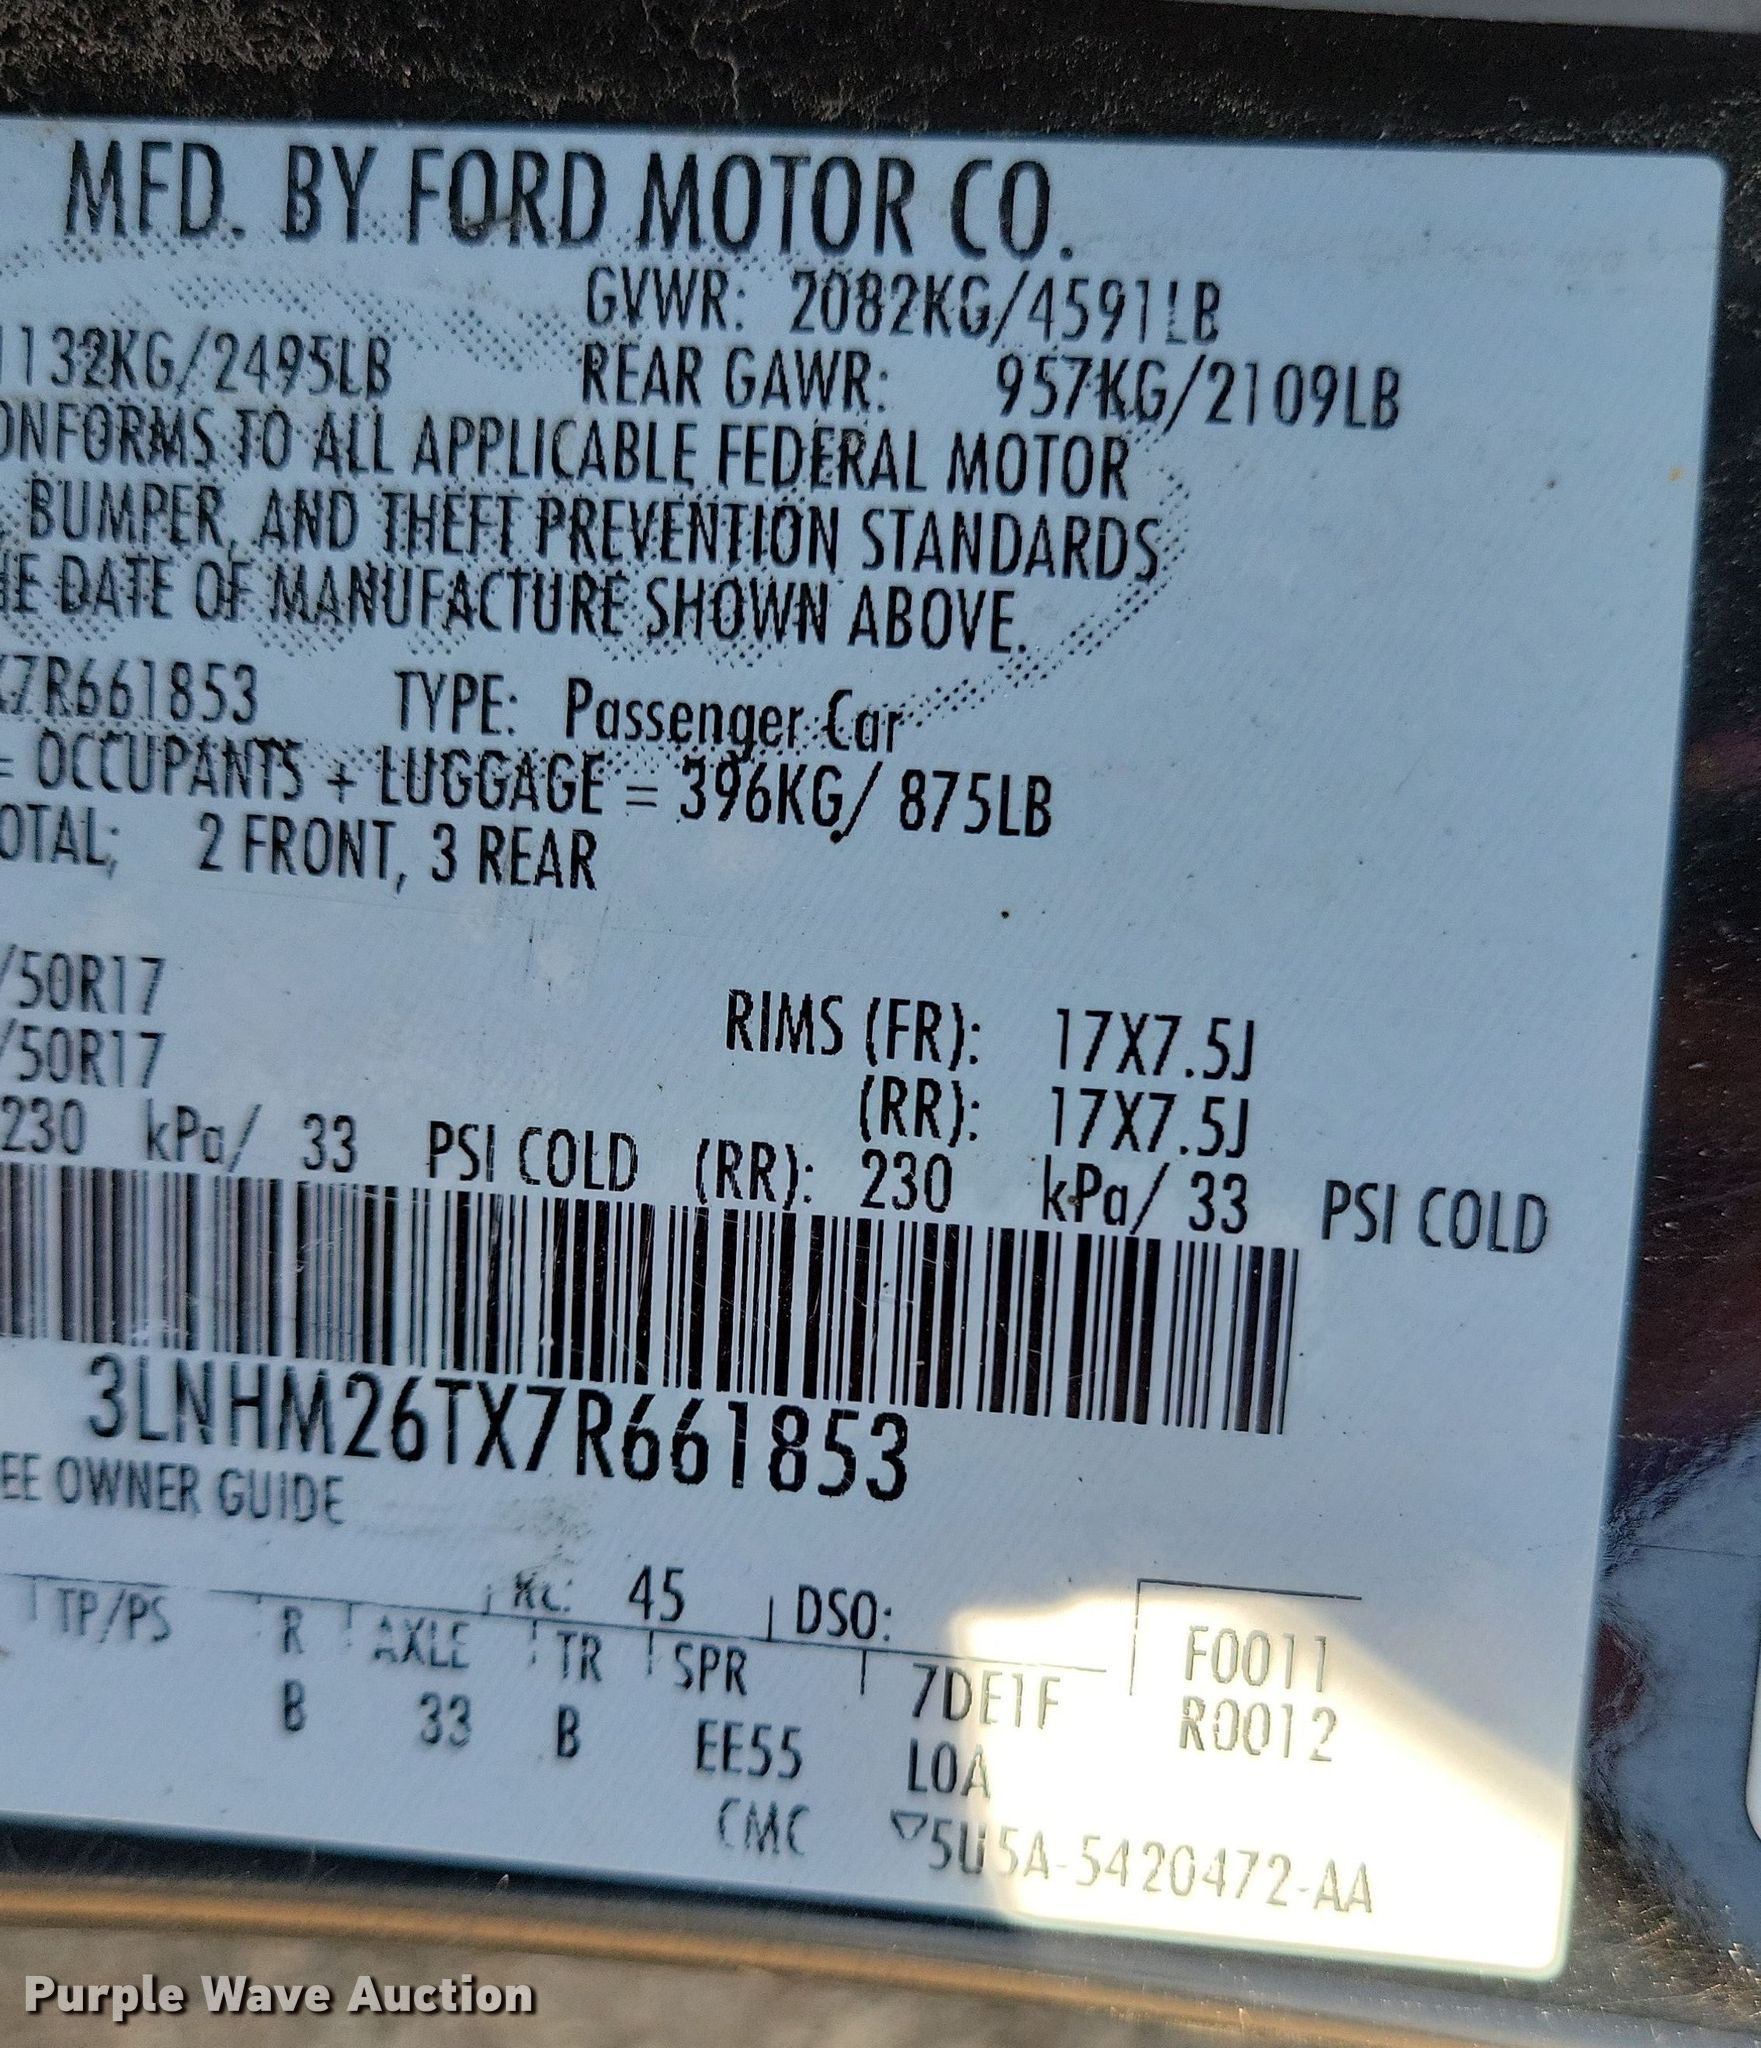 MFD. BY FORD MOTOR CO.
GVWR: 2082KG/4591LB
1132KG/2495LB REAR GAWR: 957KG/2109LB
ONFORMS TO ALL APPLICABLE FEDERAL MOTOR
, BUMPER, AND THEFT PREVENTION STANDARDS
HE DATE OF MANUFACTURE SHOWN ABOVE.
X7R661853 TYPE: Passenger Car
= OCCUPANTS + LUGGAGE = 396KG/ 875LB
OTAL; 2 FRONT, 3 REAR
/50R17 RIMS (FR): 17X7.5J
/50R17 (RR): 17X7.5J
230 kPa/ 33 PSI COLD (RR): 230 kPa/ 33 PSI COLD
3LNHM26TX7R661853
EE OWNER GUIDE
RC: 45 DSO: F0011
TP/PS R AXLE TR SPR 7DE1F R0012
B 33 B EE55 LOA
CMC ▽5U5A-5420472-AA
Purple Wave Auction